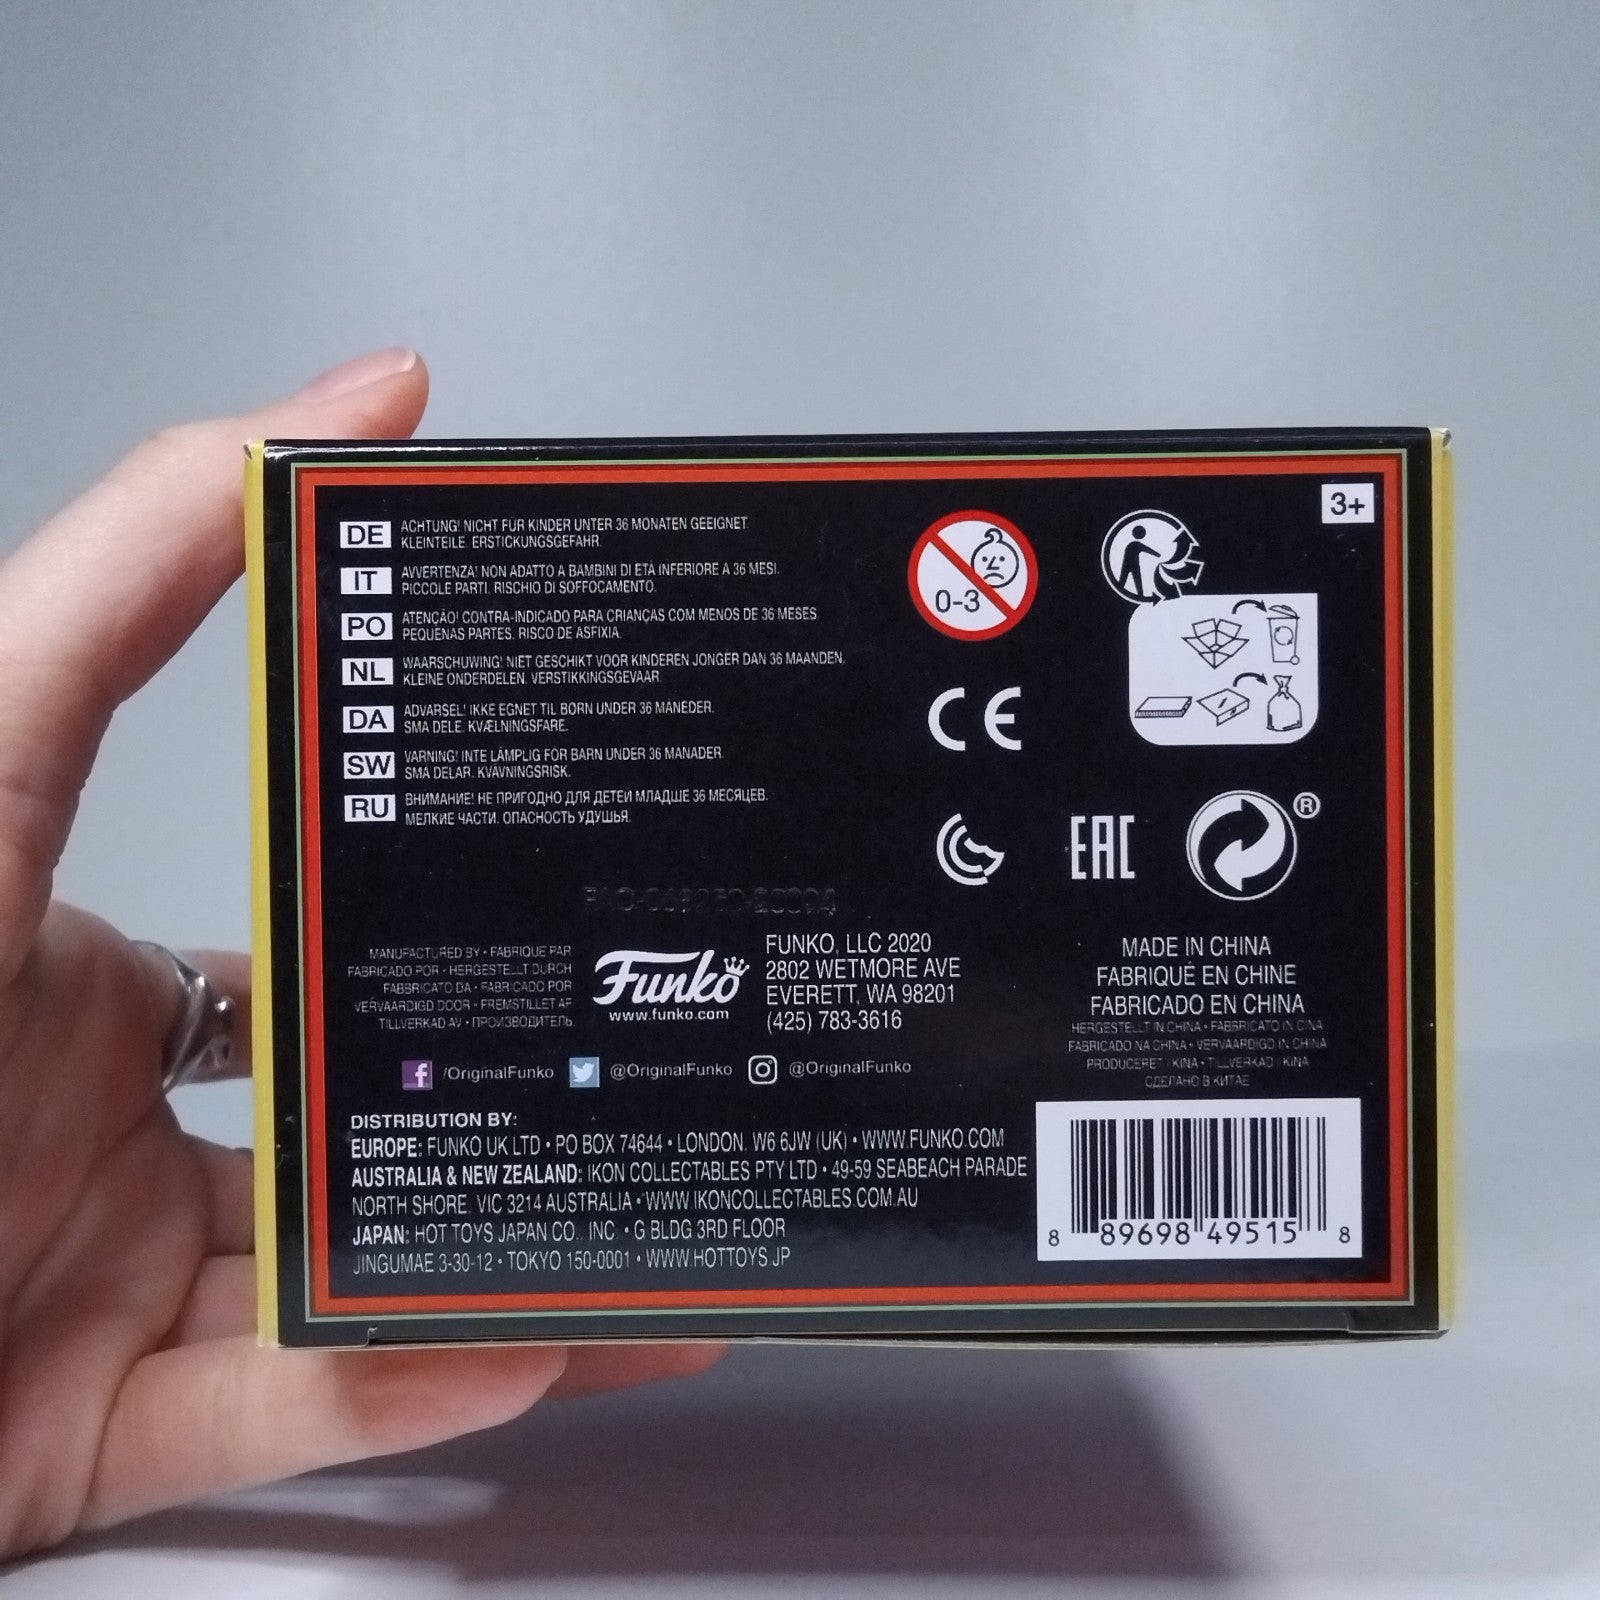 3+
DE ACHTUNG! NICHT FÜR KINDER UNTER 36 MONATEN GEEIGNET.
KLEINTEILE. ERSTICKUNGSGEFAHR.
IT AVVERTENZA! NON ADATTO A BAMBINI DI ETÀ INFERIORE A 36 MESI.
PICCOLE PARTI. RISCHIO DI SOFFOCAMENTO.
PO ATENÇÃO! CONTRA-INDICADO PARA CRIANÇAS COM MENOS DE 36 MESES.
PEQUENAS PARTES. RISCO DE ASFIXIA.
NL WAARSCHUWING! NIET GESCHIKT VOOR KINDEREN JONGER DAN 36 MAANDEN.
KLEINE ONDERDELEN. VERSTIKKINGSGEVAAR.
DA ADVARSEL! IKKE EGNET TIL BØRN UNDER 36 MÅNEDER.
SMÅ DELE. KVÆLNINGSFARE.
SW VARNING! INTE LÄMPLIG FÖR BARN UNDER 36 MÅNADER.
SMÅ DELAR. KVÄVNINGSRISK.
RU ВНИМАНИЕ! НЕ ПРИГОДНО ДЛЯ ДЕТЕЙ МЛАДШЕ 36 МЕСЯЦЕВ.
МЕЛКИЕ ЧАСТИ. ОПАСНОСТЬ УДУШЬЯ.
0-3
CE
EAC
®
MANUFACTURED BY • FABRIQUÉ PAR
FABRICADO POR • HERGESTELLT DURCH
FABBRICATO DA • FABRICADO POR
VERVAARDIGD DOOR • FREMSTILLET AF
TILLVERKAD AV • ПРОИЗВОДИТЕЛЬ
Funko
www.funko.com
FUNKO, LLC 2020
2802 WETMORE AVE
EVERETT, WA 98201
(425) 783-3616
MADE IN CHINA
FABRIQUÉ EN CHINE
FABRICADO EN CHINA
HERGESTELLT IN CHINA • FABBRICATO IN CINA
FABRICADO NA CHINA • VERVAARDIGD IN CHINA
PRODUCERET I KINA • TILLVERKAD I KINA
СДЕЛАНО В КИТАЕ
/OriginalFunko @OriginalFunko @OriginalFunko
DISTRIBUTION BY:
EUROPE: FUNKO UK LTD • PO BOX 74644 • LONDON. W6 6JW (UK) • WWW.FUNKO.COM
AUSTRALIA & NEW ZEALAND: IKON COLLECTABLES PTY LTD • 49-59 SEABEACH PARADE
NORTH SHORE. VIC 3214 AUSTRALIA • WWW.IKONCOLLECTABLES.COM.AU
JAPAN: HOT TOYS JAPAN CO., INC. • G BLDG 3RD FLOOR
JINGUMAE 3-30-12 • TOKYO 150-0001 • WWW.HOTTOYS.JP
8 89698 49515 8